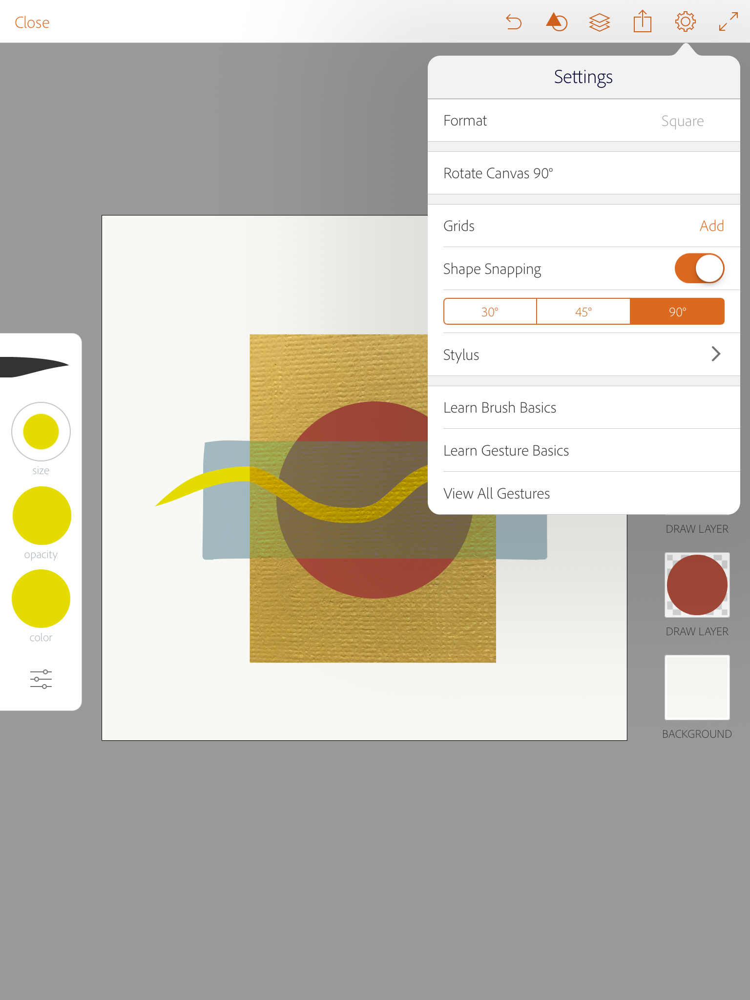 Close
Settings
Format Square
Rotate Canvas 90°
Grids Add
Shape Snapping
30° 45° 90°
Stylus
Learn Brush Basics
Learn Gesture Basics
View All Gestures
size
opacity
color
DRAW LAYER
DRAW LAYER
BACKGROUND